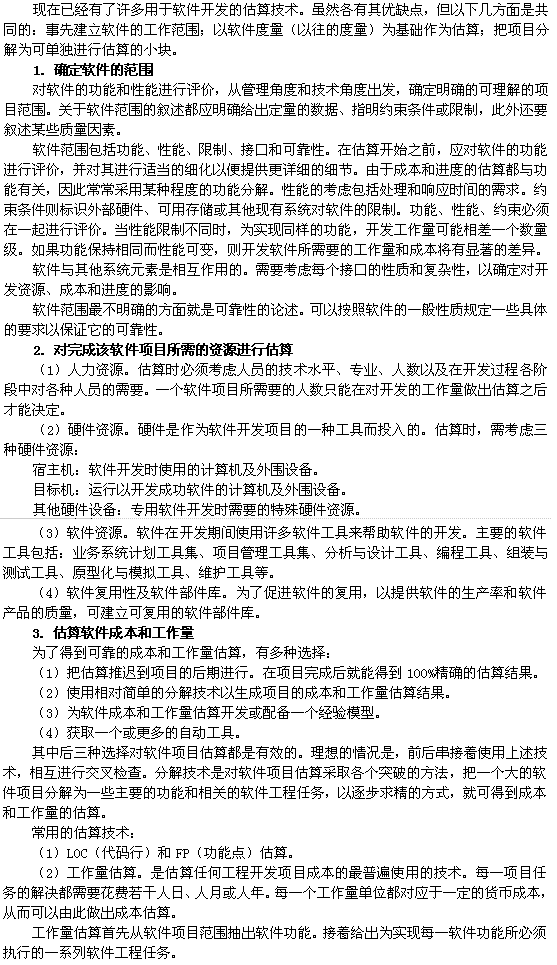 现在已经有了许多用于软件开发的估算技术。虽然各有其优缺点，但以下几方面是共
同的：事先建立软件的工作范围；以软件度量（以往的度量）为基础作为估算；把项目分
解为可单独进行估算的小块。
1. 确定软件的范围
对软件的功能和性能进行评价，从管理角度和技术角度出发，确定明确的可理解的项
目范围。关于软件范围的叙述都应明确给出定量的数据、指明约束条件或限制，此外还要
叙述某些质量因素。
软件范围包括功能、性能、限制、接口和可靠性。在估算开始之前，应对软件的功能
进行评价，并对其进行适当的细化以便提供更详细的细节。由于成本和进度的估算都与功
能有关，因此常常采用某种程度的功能分解。性能的考虑包括处理和响应时间的需求。约
束条件则标识外部硬件、可用存储或其他现有系统对软件的限制。功能、性能、约束必须
在一起进行评价。当性能限制不同时，为实现同样的功能，开发工作量可能相差一个数量
级。如果功能保持相同而性能可变，则开发软件所需要的工作量和成本将有显著的差异。
软件与其他系统元素是相互作用的。需要考虑每个接口的性质和复杂性，以确定对开
发资源、成本和进度的影响。
软件范围最不明确的方面就是可靠性的论述。可以按照软件的一般性质规定一些具体
的要求以保证它的可靠性。
2. 对完成该软件项目所需的资源进行估算
（1）人力资源。估算时必须考虑人员的技术水平、专业、人数以及在开发过程各阶
段中对各种人员的需要。一个软件项目所需要的人数只能在对开发的工作量做出估算之后
才能决定。
（2）硬件资源。硬件是作为软件开发项目的一种工具而投入的。估算时，需考虑三
种硬件资源：
宿主机：软件开发时使用的计算机及外围设备。
目标机：运行以开发成功软件的计算机及外围设备。
其他硬件设备：专用软件开发时需要的特殊硬件资源。
（3）软件资源。软件在开发期间使用许多软件工具来帮助软件的开发。主要的软件
工具包括：业务系统计划工具集、项目管理工具集、分析与设计工具、编程工具、组装与
测试工具、原型化与模拟工具、维护工具等。
（4）软件复用性及软件部件库。为了促进软件的复用，以提供软件的生产率和软件
产品的质量，可建立可复用的软件部件库。
3. 估算软件成本和工作量
为了得到可靠的成本和工作量估算，有多种选择：
（1）把估算推迟到项目的后期进行。在项目完成后就能得到 100%精确的估算结果。
（2）使用相对简单的分解技术以生成项目的成本和工作量估算结果。
（3）为软件成本和工作量估算开发或配备一个经验模型。
（4）获取一个或更多的自动工具。
其中后三种选择对软件项目估算都是有效的。理想的情况是，前后串接着使用上述技
术，相互进行交叉检查。分解技术是对软件项目估算采取各个突破的方法，把一个大的软
件项目分解为一些主要的功能和相关的软件工程任务，以逐步求精的方式，就可得到成本
和工作量的估算。
常用的估算技术：
（1）LOC（代码行）和 FP（功能点）估算。
（2）工作量估算。是估算任何工程开发项目成本的最普遍使用的技术。每一项目任
务的解决都需要花费若干人日、人月或人年。每一个工作量单位都对应于一定的货币成本，
从而可以由此做出成本估算。
工作量估算首先从软件项目范围抽出软件功能。接着给出为实现每一软件功能所必须
执行的一系列软件工程任务。